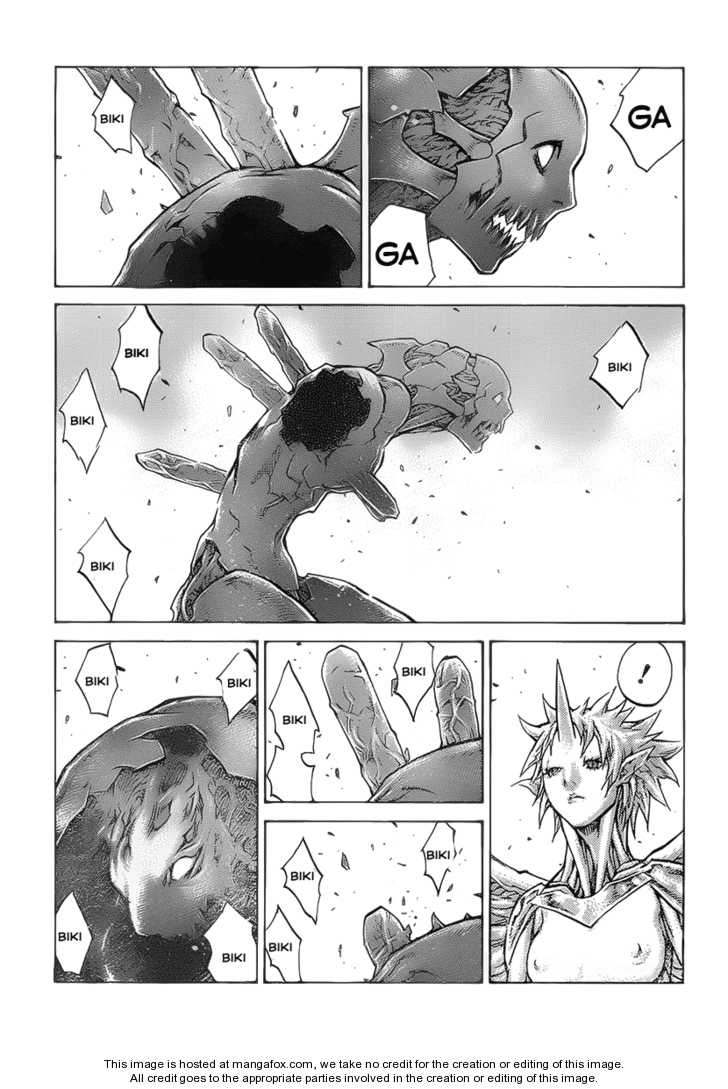 BIKI
GA
GA
BIKI
BIKI
BIKI
BIKI
BIKI
BIKI
BIKI
BIKI
BIKI
BIKI
BIKI
BIKI
BIKI
BIKI
!
This image is hosted at mangafox.com, we take no credit for the creation or editing of this image.
All credit goes to the appropriate parties involved in the creation or editing of this image.